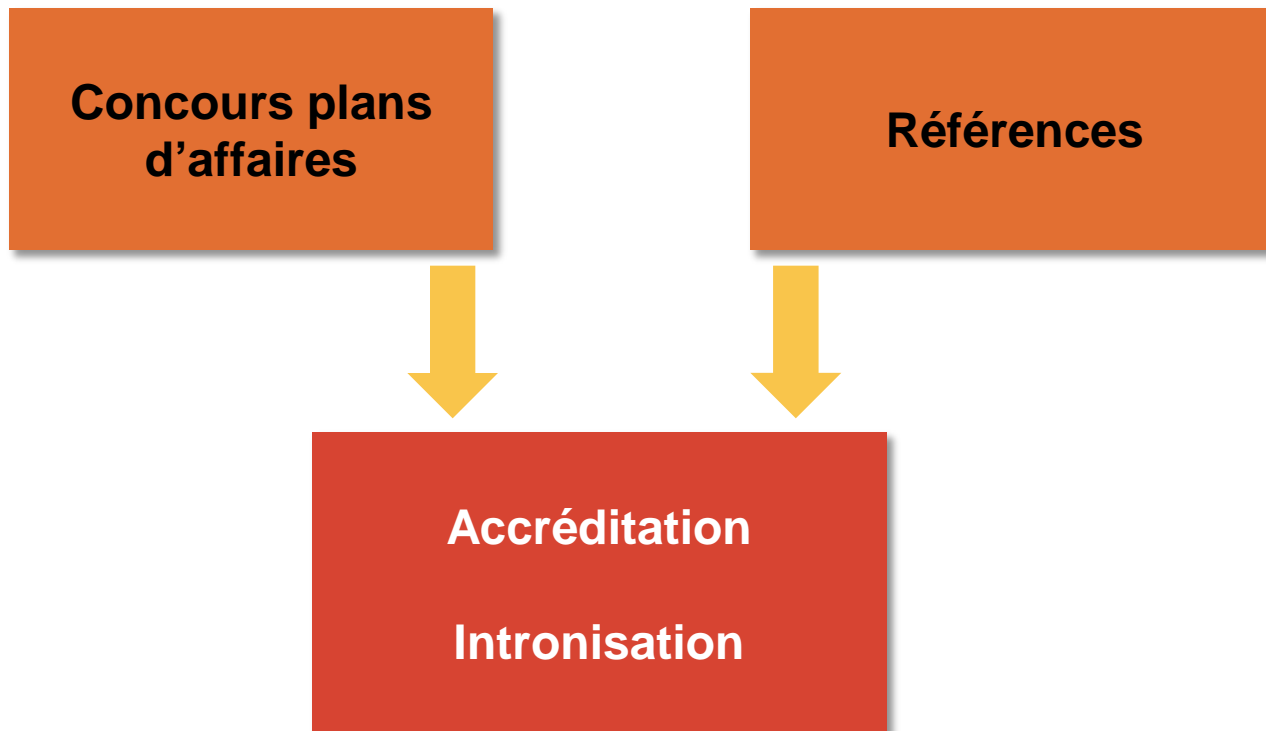 Concours plans
d’affaires
Références
Accréditation
Intronisation